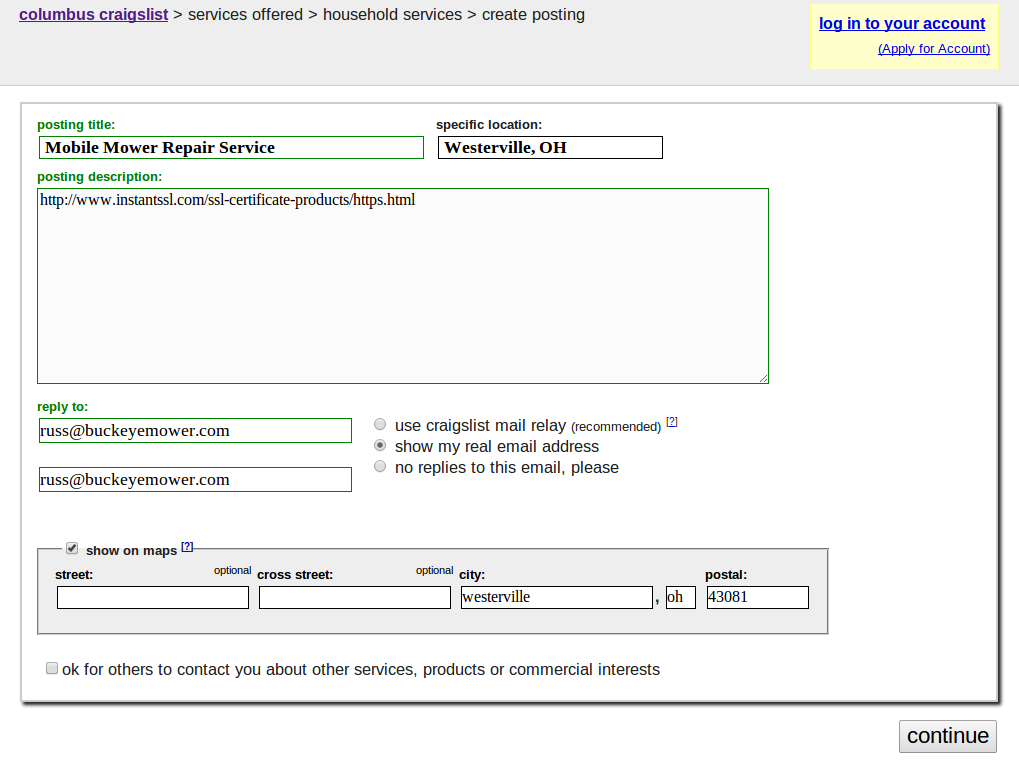 columbus craigslist > services offered > household services > create posting
log in to your account
(Apply for Account)
posting title:
specific location:
Mobile Mower Repair Service
Westerville, OH
posting description:
http://www.instantssl.com/ssl-certificate-products/https.html
reply to:
russ@buckeyemower.com
use craigslist mail relay (recommended) [?]
show my real email address
no replies to this email, please
russ@buckeyemower.com
show on maps [?]
street: optional cross street: optional city: postal:
westerville , oh 43081
ok for others to contact you about other services, products or commercial interests
continue